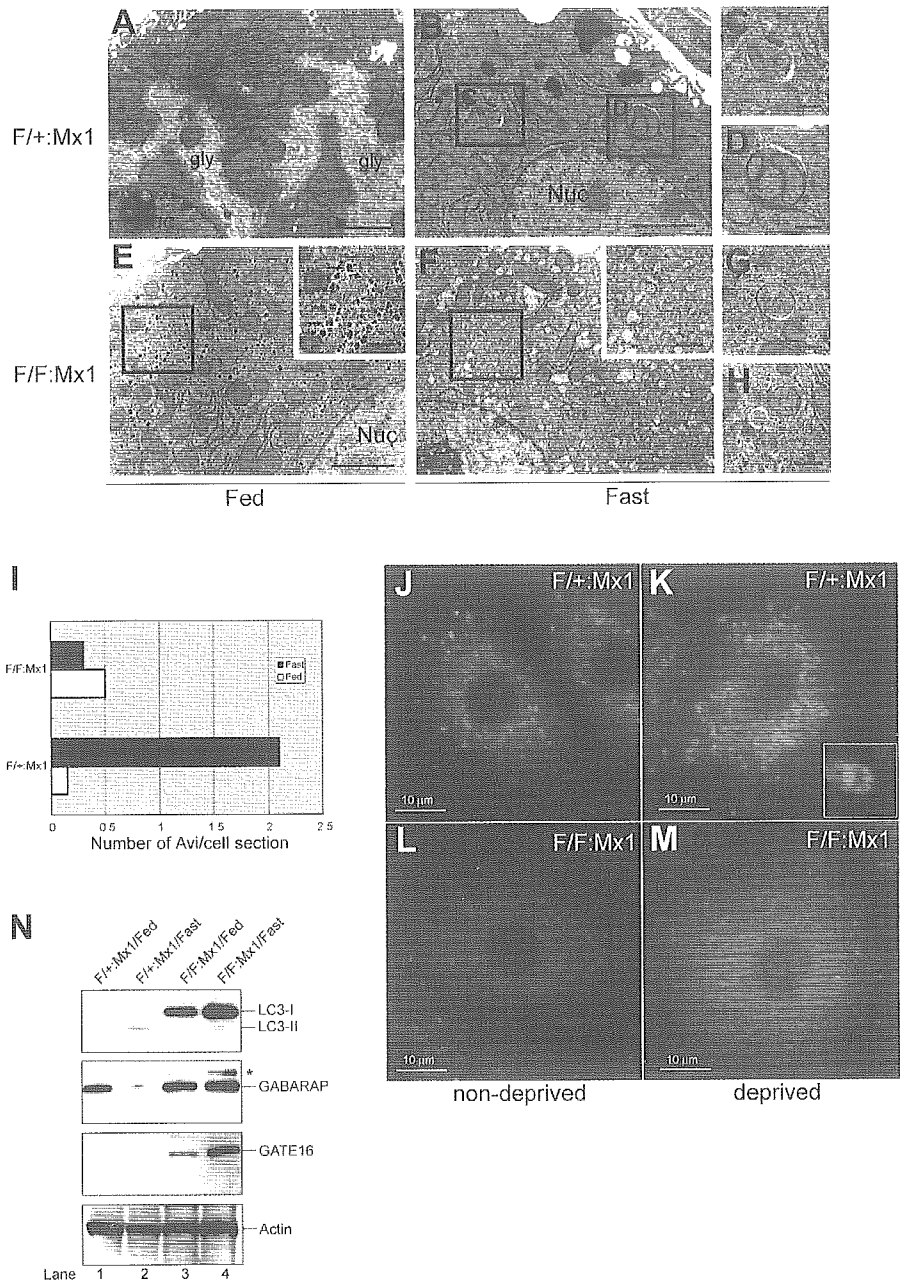 A
B
C
F/+:Mx1
gly
gly
Nuc
D
D
E
F
G
F/F:Mx1
Nuc
H
Fed
Fast
I
F/F:Mx1
Fast
Fed
F/+:Mx1
0 0 5 1 1 5 2 2 5
Number of Avi/cell section
J F/+:Mx1
K F/+:Mx1
10 µm
10 µm
L F/F:Mx1
M F/F:Mx1
10 µm
10 µm
non-deprived
deprived
N
F/+:Mx1/Fed
F/+:Mx1/Fast
F/F:Mx1/Fed
F/F:Mx1/Fast
LC3-I
LC3-II
*
GABARAP
GATE16
Actin
Lane 1 2 3 4